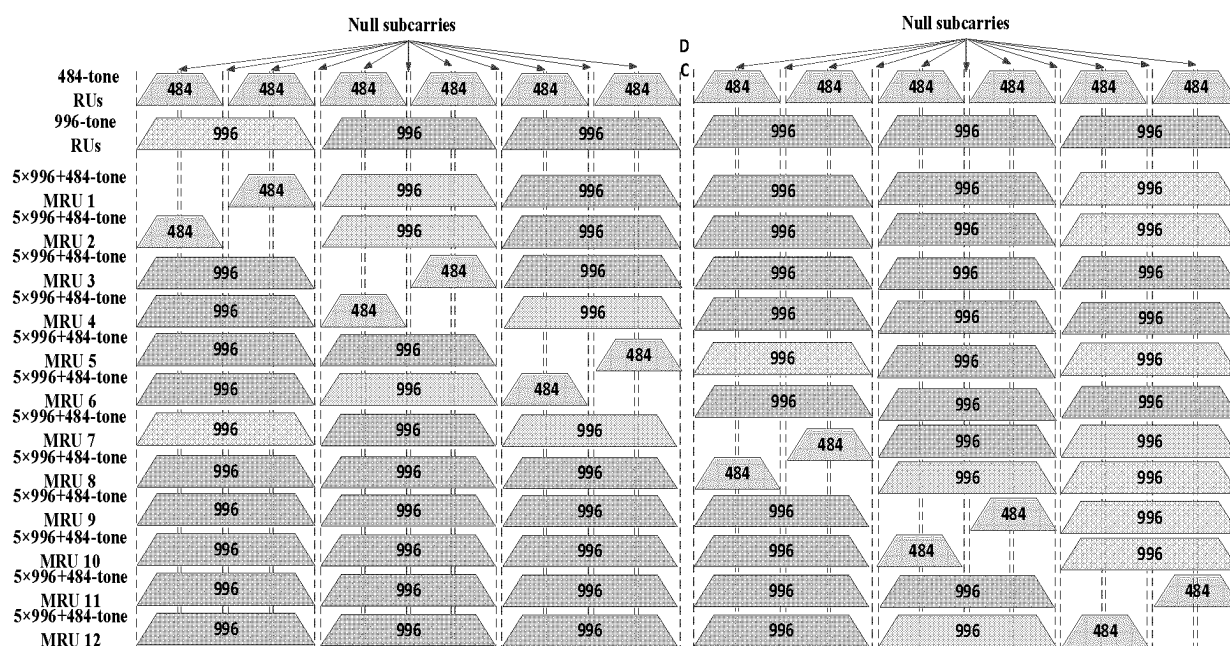 Null subcarries Null subcarries
D
C
484-tone
RUs
484 484 484 484 484 484 484 484 484 484 484 484
996-tone
RUs
996 996 996 996 996 996
5×996+484-tone
MRU 1
484 996 996 996 996 996
5×996+484-tone
MRU 2
484 996 996 996 996 996
5×996+484-tone
MRU 3
996 484 996 996 996 996
5×996+484-tone
MRU 4
996 484 996 996 996 996
5×996+484-tone
MRU 5
996 996 484 996 996 996
5×996+484-tone
MRU 6
996 996 484 996 996 996
5×996+484-tone
MRU 7
996 996 996 484 996 996
5×996+484-tone
MRU 8
996 996 996 484 996 996
5×996+484-tone
MRU 9
996 996 996 996 484 996
5×996+484-tone
MRU 10
996 996 996 996 484 996
5×996+484-tone
MRU 11
996 996 996 996 996 484
5×996+484-tone
MRU 12
996 996 996 996 996 484